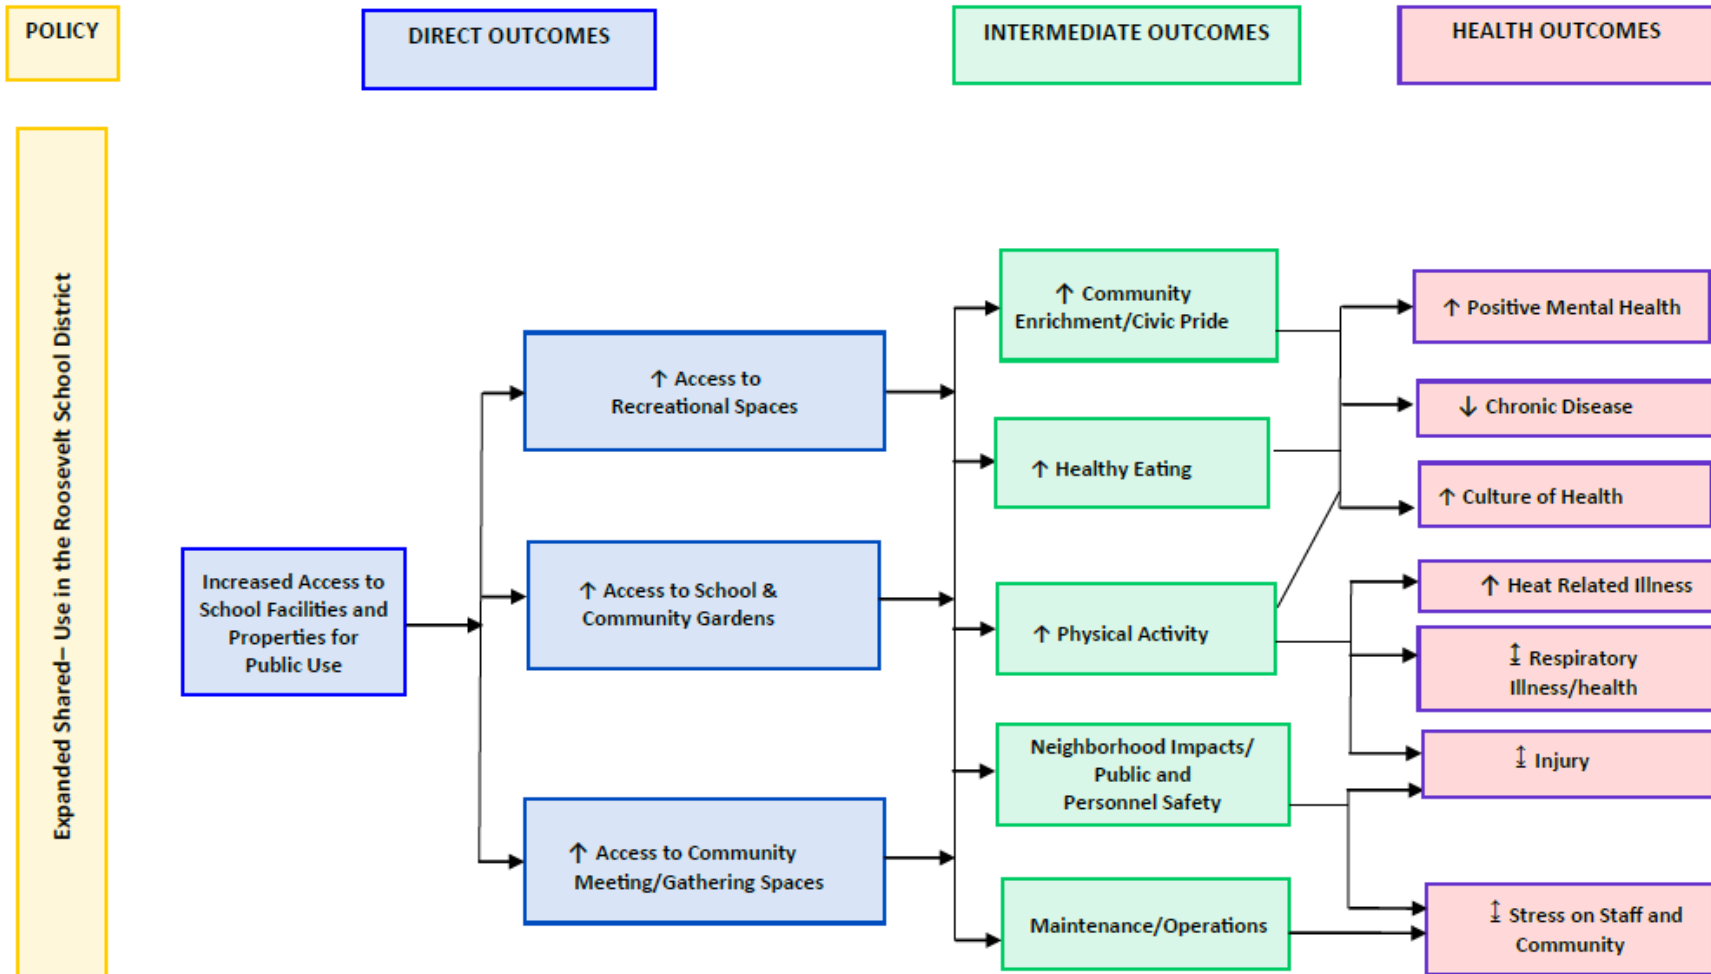 POLICY
DIRECT OUTCOMES
INTERMEDIATE OUTCOMES
HEALTH OUTCOMES
Expanded Shared– Use in the Roosevelt School District
Increased Access to
School Facilities and
Properties for
Public Use
↑ Access to
Recreational Spaces
↑ Access to School &
Community Gardens
↑ Access to Community
Meeting/Gathering Spaces
↑ Community
Enrichment/Civic Pride
↑ Healthy Eating
↑ Physical Activity
Neighborhood Impacts/
Public and
Personnel Safety
Maintenance/Operations
↑ Positive Mental Health
↓ Chronic Disease
↑ Culture of Health
↑ Heat Related Illness
↕ Respiratory
Illness/health
↕ Injury
↕ Stress on Staff and
Community